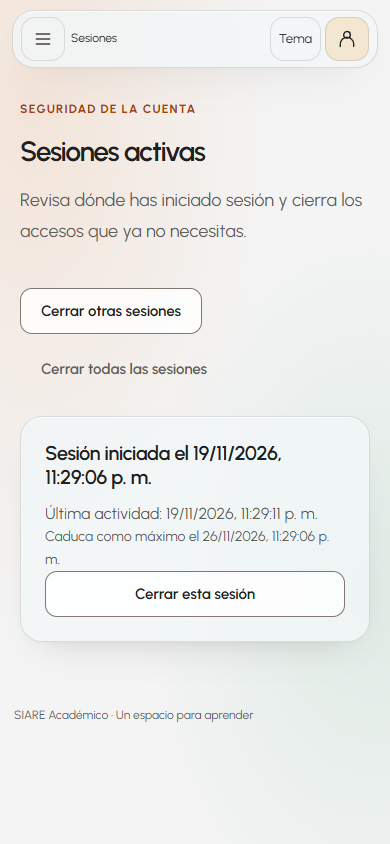 Sesiones
Tema
SEGURIDAD DE LA CUENTA
Sesiones activas
Revisa dónde has iniciado sesión y cierra los
accesos que ya no necesitas.
Cerrar otras sesiones
Cerrar todas las sesiones
Sesión iniciada el 19/11/2026,
11:29:06 p. m.
Última actividad: 19/11/2026, 11:29:11 p. m.
Caduca como máximo el 26/11/2026, 11:29:06 p.
m.
Cerrar esta sesión
SIARE Académico · Un espacio para aprender